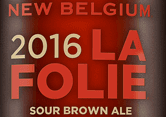 NEW BELGIUM
2016 LA
FOLIE
SOUR BROWN ALE